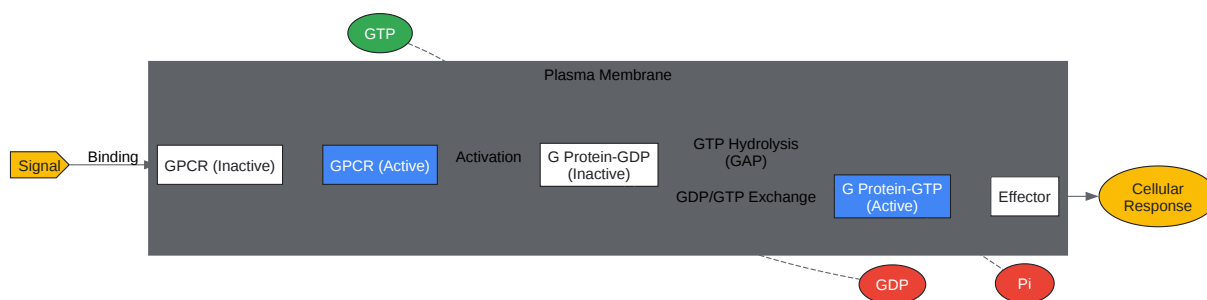 GTP
Plasma Membrane
Signal
Binding
GPCR (Inactive)
GPCR (Active)
Activation
G Protein-GDP
(Inactive)
GTP Hydrolysis
(GAP)
GDP/GTP Exchange
G Protein-GTP
(Active)
Effector
Cellular
Response
GDP
Pi